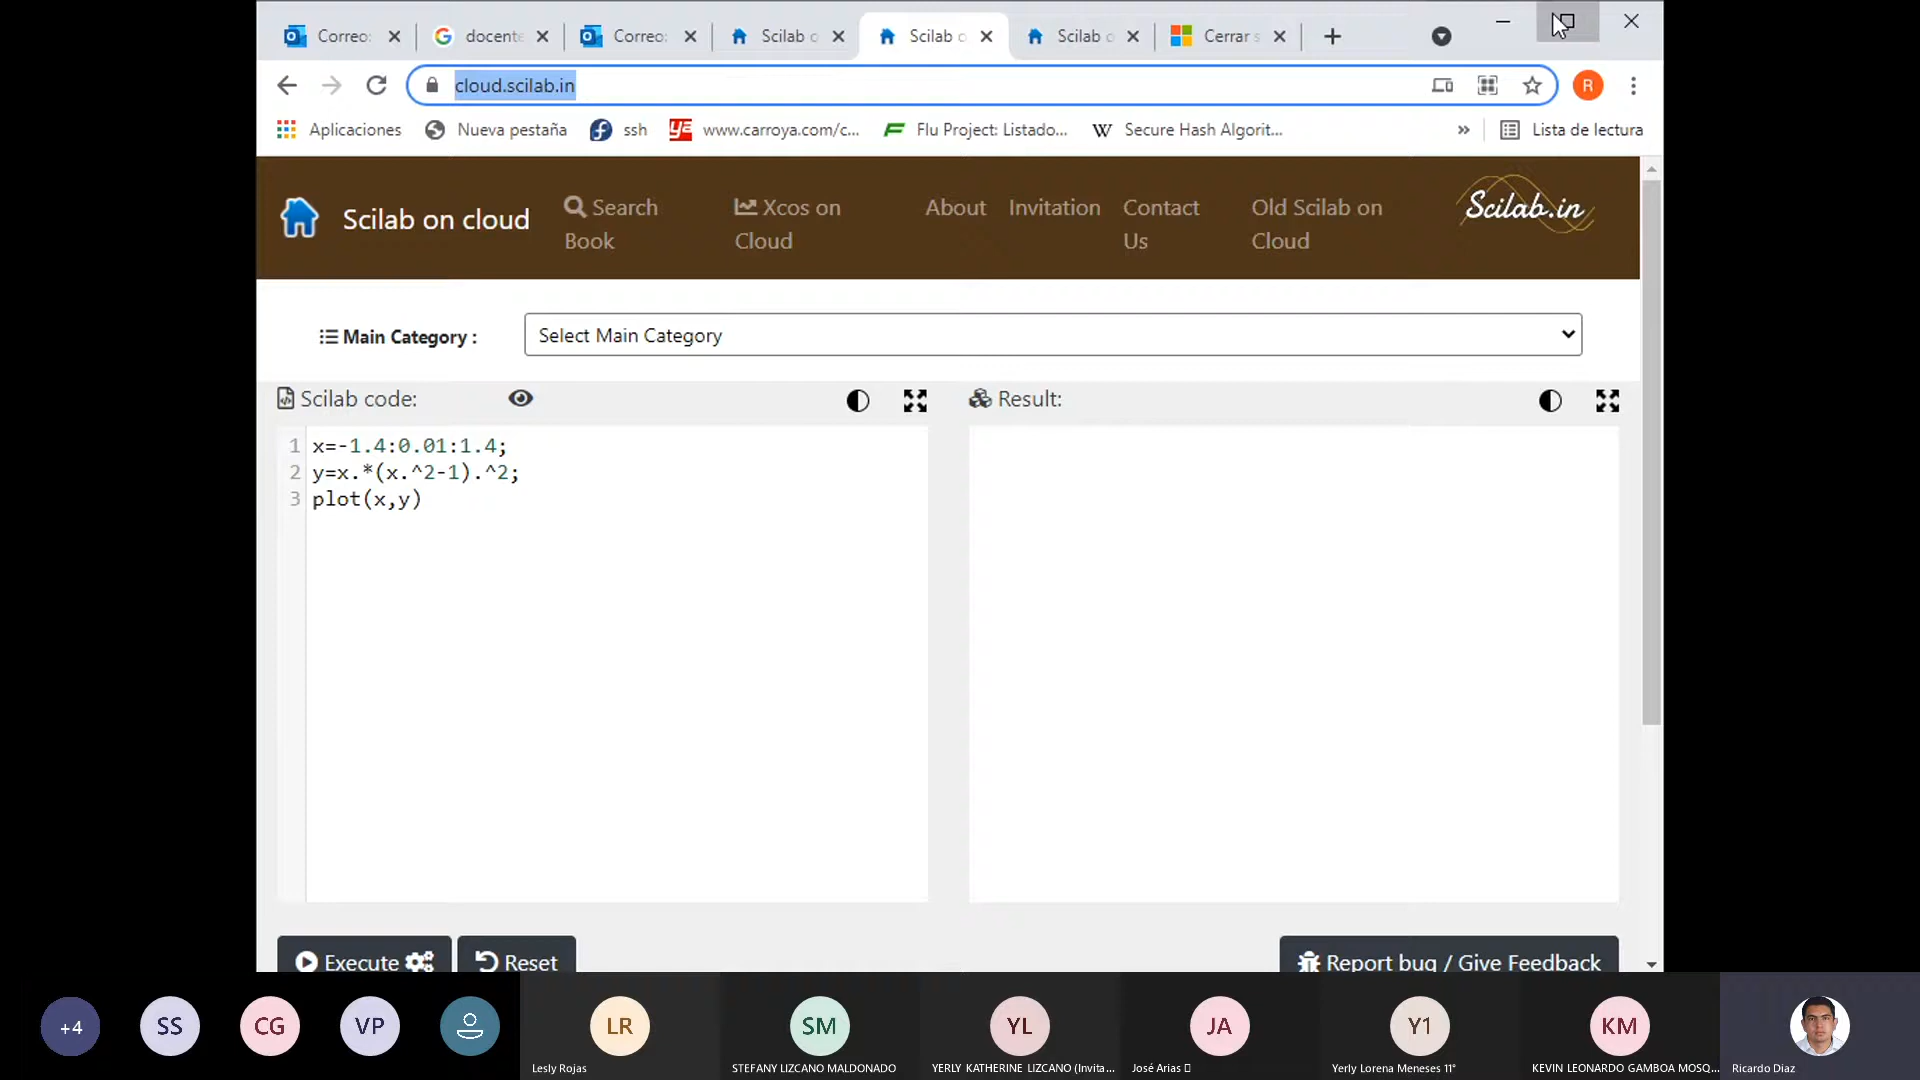 Correo:
docente
Correo:
Scilab o
Scilab o
Scilab o
Cerrar s
cloud.scilab.in
R
Aplicaciones
Nueva pestaña
ssh
ya
www.carroya.com/c...
Flu Project: Listado...
W
Secure Hash Algorit...
»
Lista de lectura
Scilab on cloud
Search
Book
Xcos on
Cloud
About
Invitation
Contact
Us
Old Scilab on
Cloud
Scilab.in
Main Category :
Select Main Category
Scilab code:
Result:
1 x=-1.4:0.01:1.4;
2 y=x.*(x.^2-1).^2;
3 plot(x,y)
Execute
Reset
Report bug / Give Feedback
+4
SS
CG
VP
LR
SM
YL
JA
Y1
KM
Lesly Rojas
STEFANY LIZCANO MALDONADO
YERLY KATHERINE LIZCANO (Invita...
José Arias
Yerly Lorena Meneses 11°
KEVIN LEONARDO GAMBOA MOSQ...
Ricardo Diaz